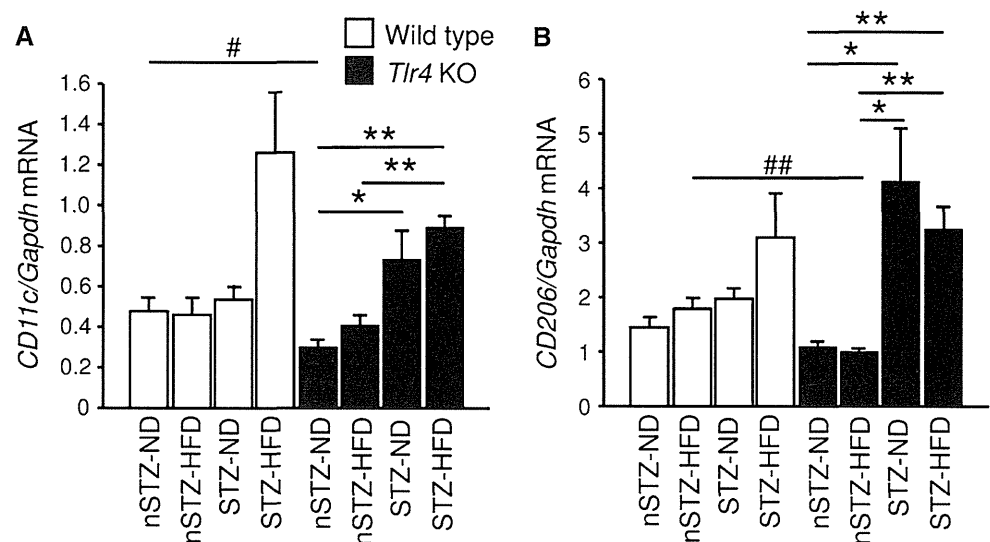 A
Wild type
Tlr4 KO
#
**
**
*
CD11c/Gapdh mRNA
1.6
1.4
1.2
1.0
0.8
0.6
0.4
0.2
0
nSTZ-ND
nSTZ-HFD
STZ-ND
STZ-HFD
nSTZ-ND
nSTZ-HFD
STZ-ND
STZ-HFD
B
**
*
**
*
##
CD206/Gapdh mRNA
6
5
4
3
2
1
0
nSTZ-ND
nSTZ-HFD
STZ-ND
STZ-HFD
nSTZ-ND
nSTZ-HFD
STZ-ND
STZ-HFD